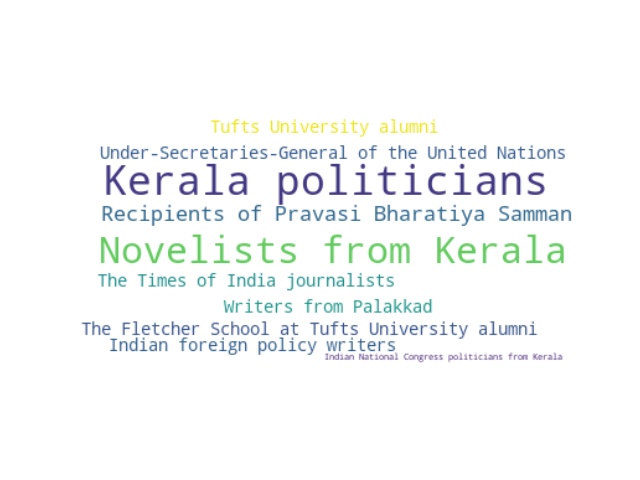 Tufts University alumni
Under-Secretaries-General of the United Nations
Kerala politicians
Recipients of Pravasi Bharatiya Samman
Novelists from Kerala
The Times of India journalists
Writers from Palakkad
The Fletcher School at Tufts University alumni
Indian foreign policy writers
Indian National Congress politicians from Kerala